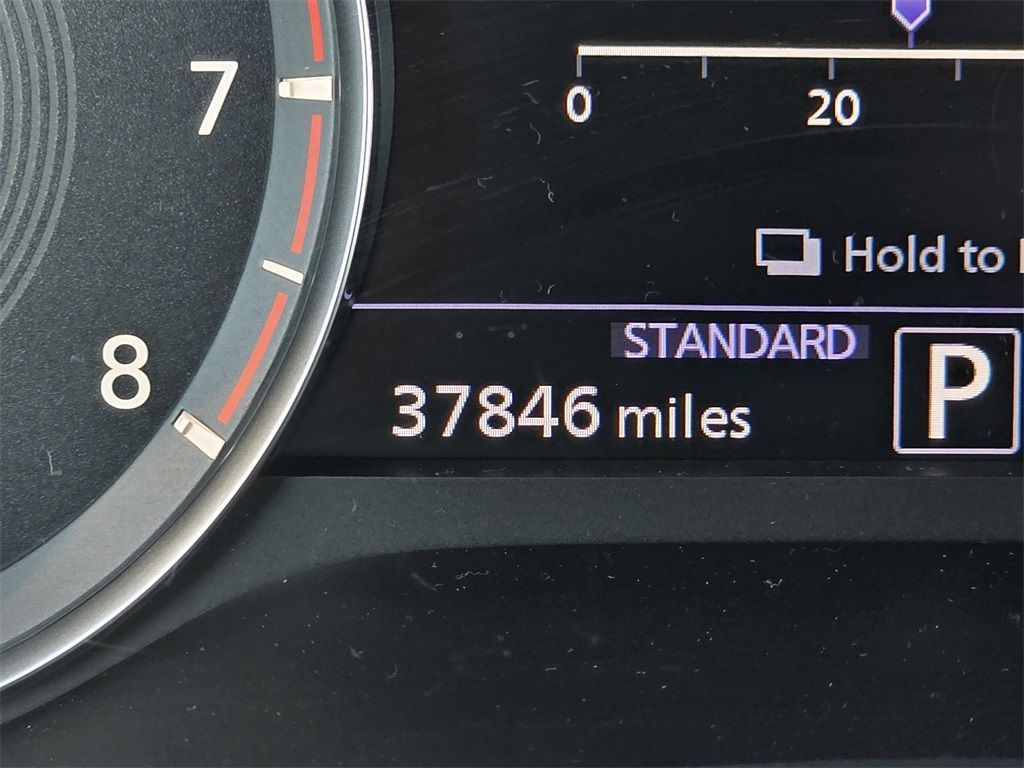 7
0 20
Hold to
STANDARD
8
37846 miles
P